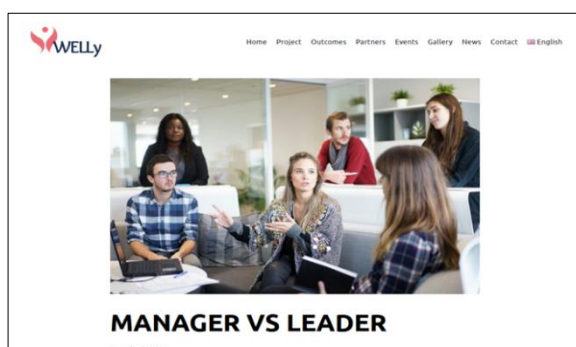 WELLy
Home Project Outcomes Partners Events Gallery News Contact English
MANAGER VS LEADER